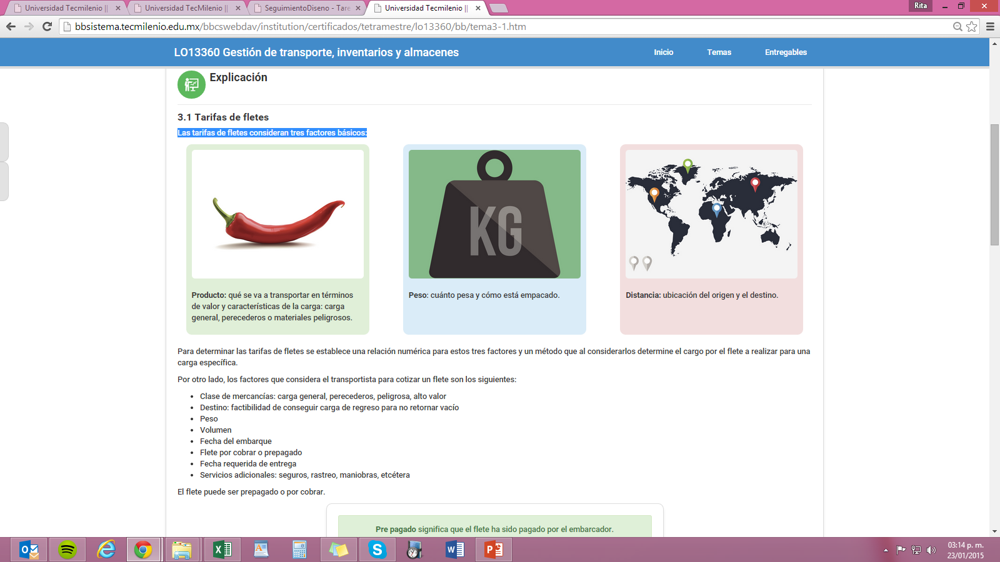 Universidad Tecmilenio ||
Universidad TecMilenio ||
SeguimientoDiseno - Tare
Universidad Tecmilenio ||
Rita
bbsistema.tecmilenio.edu.mx/bbcswebdav/institution/certificados/tetramestre/lo13360/bb/tema3-1.htm
LO13360 Gestión de transporte, inventarios y almacenes
Inicio
Temas
Entregables
Explicación
3.1 Tarifas de fletes
Las tarifas de fletes consideran tres factores básicos:
KG
Producto: qué se va a transportar en términos
de valor y características de la carga: carga
general, perecederos o materiales peligrosos.
Peso: cuánto pesa y cómo está empacado.
Distancia: ubicación del origen y el destino.
Para determinar las tarifas de fletes se establece una relación numérica para estos tres factores y un método que al considerarlos determine el cargo por el flete a realizar para una
carga específica.
Por otro lado, los factores que considera el transportista para cotizar un flete son los siguientes:
• Clase de mercancías: carga general, perecederos, peligrosa, alto valor
• Destino: factibilidad de conseguir carga de regreso para no retornar vacío
• Peso
• Volumen
• Fecha del embarque
• Flete por cobrar o prepagado
• Fecha requerida de entrega
• Servicios adicionales: seguros, rastreo, maniobras, etcétera
El flete puede ser prepagado o por cobrar.
Pre pagado significa que el flete ha sido pagado por el embarcador.
03:14 p. m.
23/01/2015